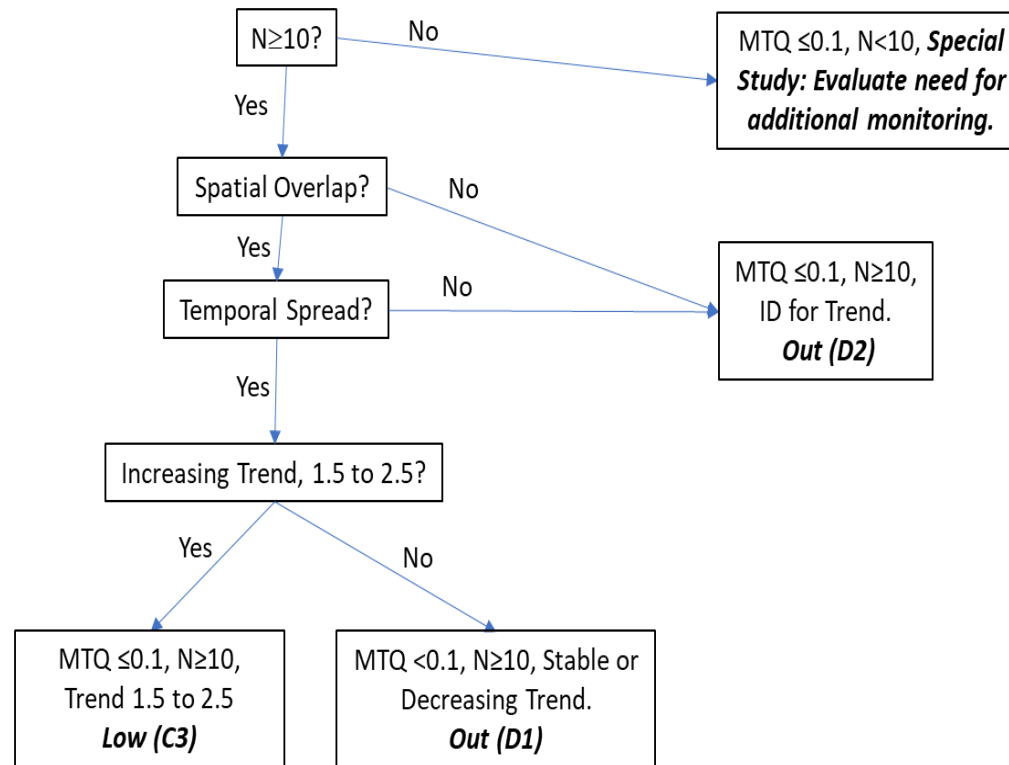 N≥10?
No
MTQ ≤0.1, N<10, Special
Study: Evaluate need for
additional monitoring.
Yes
Spatial Overlap?
No
Yes
MTQ ≤0.1, N≥10,
ID for Trend.
Out (D2)
Temporal Spread?
No
Yes
Increasing Trend, 1.5 to 2.5?
Yes
No
MTQ ≤0.1, N≥10,
Trend 1.5 to 2.5
Low (C3)
MTQ <0.1, N≥10, Stable or
Decreasing Trend.
Out (D1)